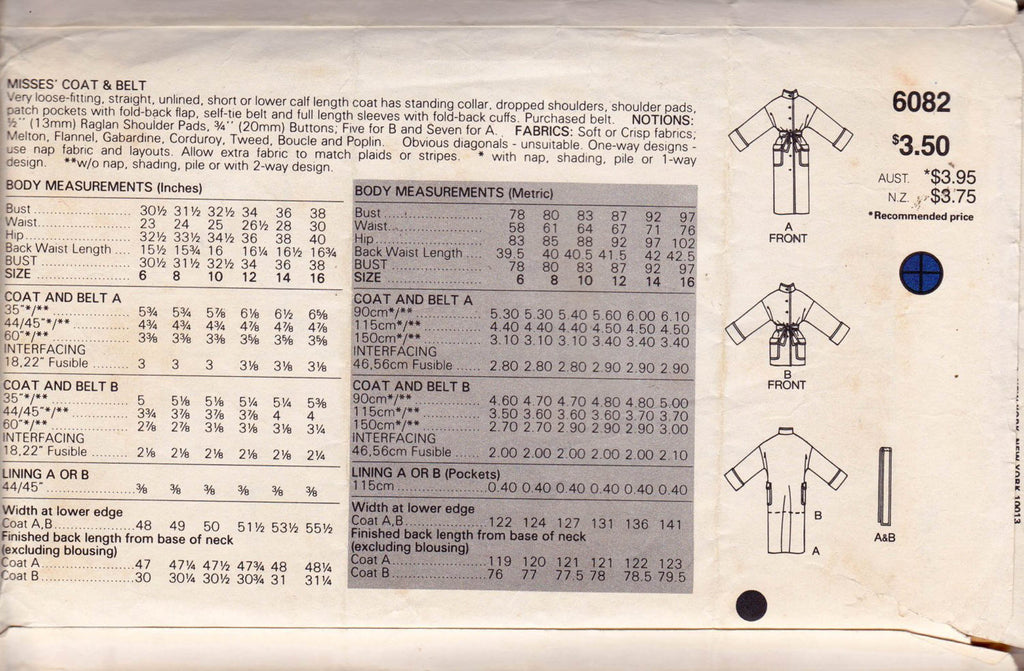 MISSES' COAT & BELT
Very loose-fitting, straight, unlined, short or lower calf length coat has standing collar, dropped shoulders, shoulder pads,
patch pockets with fold-back flap, self-tie belt and full length sleeves with fold-back cuffs. Purchased belt. NOTIONS:
½'' (13mm) Raglan Shoulder Pads, ¾'' (20mm) Buttons; Five for B and Seven for A. FABRICS: Soft or Crisp fabrics;
Melton, Flannel, Gabardine, Corduroy, Tweed, Boucle and Poplin. Obvious diagonals - unsuitable. One-way designs -
use nap fabric and layouts. Allow extra fabric to match plaids or stripes. * with nap, shading, pile or 1-way
design. **w/o nap, shading, pile or with 2-way design.
BODY MEASUREMENTS (Inches)
Bust 30½ 31½ 32½ 34 36 38
Waist 23 24 25 26½ 28 30
Hip 32½ 33½ 34½ 36 38 40
Back Waist Length 15½ 15¾ 16 16¼ 16½ 16¾
BUST 30½ 31½ 32½ 34 36 38
SIZE 6 8 10 12 14 16
COAT AND BELT A
35''*/** 5¾ 5¾ 5⅞ 6⅛ 6½ 6⅝
44/45''*/** 4¾ 4¾ 4¾ 4⅞ 4⅞ 4⅞
60''*/** 3⅜ 3⅜ 3⅜ 3⅝ 3⅝ 3⅝
INTERFACING
18,22'' Fusible 3 3 3 3⅛ 3⅛ 3⅛
COAT AND BELT B
35''*/** 5 5⅛ 5⅛ 5¼ 5¼ 5⅜
44/45''*/** 3¾ 3⅞ 3⅞ 3⅞ 4 4
60''*/** 2⅞ 2⅞ 3⅛ 3⅛ 3⅛ 3¼
INTERFACING
18,22'' Fusible 2⅛ 2⅛ 2⅛ 2⅛ 2⅛ 2¼
LINING A OR B
44/45'' ⅜ ⅜ ⅜ ⅜ ⅜ ⅜
Width at lower edge
Coat A,B 48 49 50 51½ 53½ 55½
Finished back length from base of neck
(excluding blousing)
Coat A 47 47¼ 47½ 47¾ 48 48¼
Coat B 30 30¼ 30½ 30¾ 31 31¼
BODY MEASUREMENTS (Metric)
Bust 78 80 83 87 92 97
Waist 58 61 64 67 71 76
Hip 83 85 88 92 97 102
Back Waist Length 39.5 40 40.5 41.5 42 42.5
BUST 78 80 83 87 92 97
SIZE 6 8 10 12 14 16
COAT AND BELT A
90cm*/** 5.30 5.30 5.40 5.60 6.00 6.10
115cm*/** 4.40 4.40 4.40 4.50 4.50 4.50
150cm*/** 3.10 3.10 3.10 3.40 3.40 3.40
INTERFACING
46,56cm Fusible 2.80 2.80 2.80 2.90 2.90 2.90
COAT AND BELT B
90cm*/** 4.60 4.70 4.70 4.80 4.80 5.00
115cm*/** 3.50 3.60 3.60 3.60 3.70 3.70
150cm*/** 2.70 2.70 2.90 2.90 2.90 3.00
INTERFACING
46,56cm Fusible 2.00 2.00 2.00 2.00 2.00 2.10
LINING A OR B (Pockets)
115cm 0.40 0.40 0.40 0.40 0.40 0.40
Width at lower edge
Coat A,B 122 124 127 131 136 141
Finished back length from base of neck
(excluding blousing)
Coat A 119 120 121 121 122 123
Coat B 76 77 77.5 78 78.5 79.5
A
FRONT
B
FRONT
B
A
A&B
6082
$3.50
AUST. *$3.95
N.Z. $3.75
*Recommended price
NEW YORK 10013